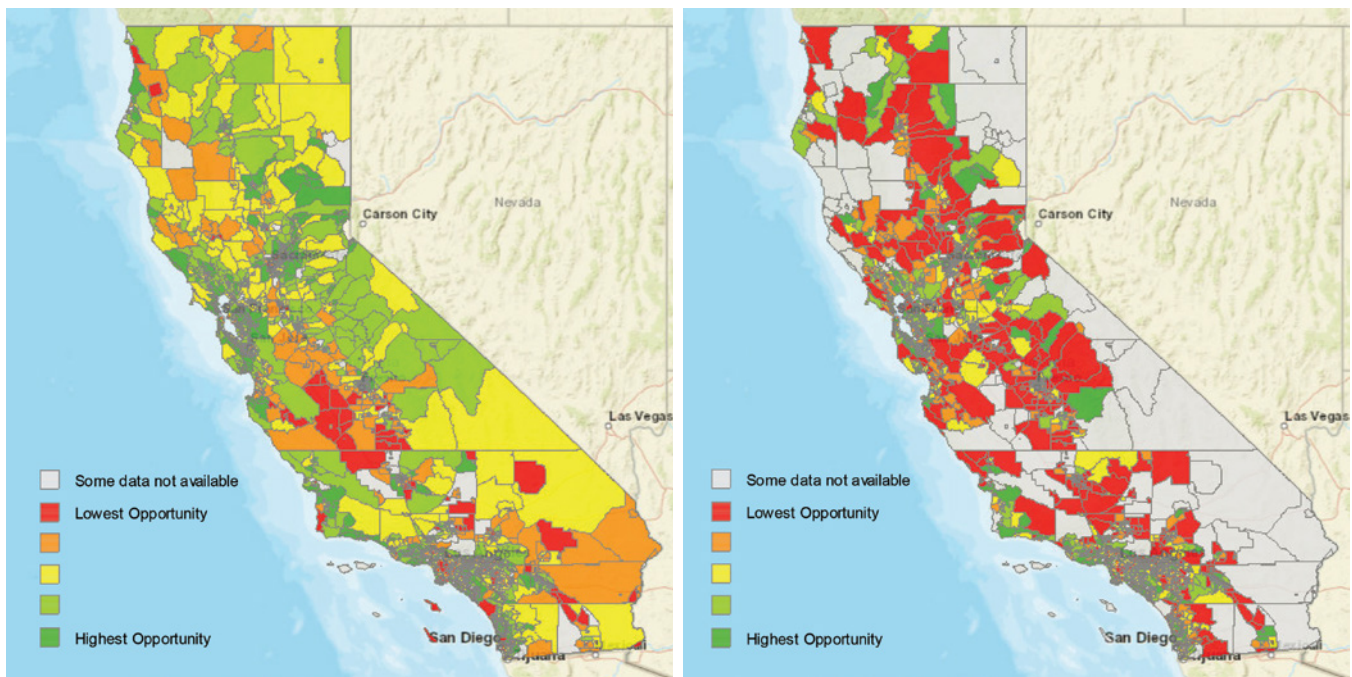 Carson City
Nevada
Las Vegas
Some data not available
Lowest Opportunity
Highest Opportunity
San Diego
Carson City
Nevada
Las Vegas
Some data not available
Lowest Opportunity
Highest Opportunity
San Diego